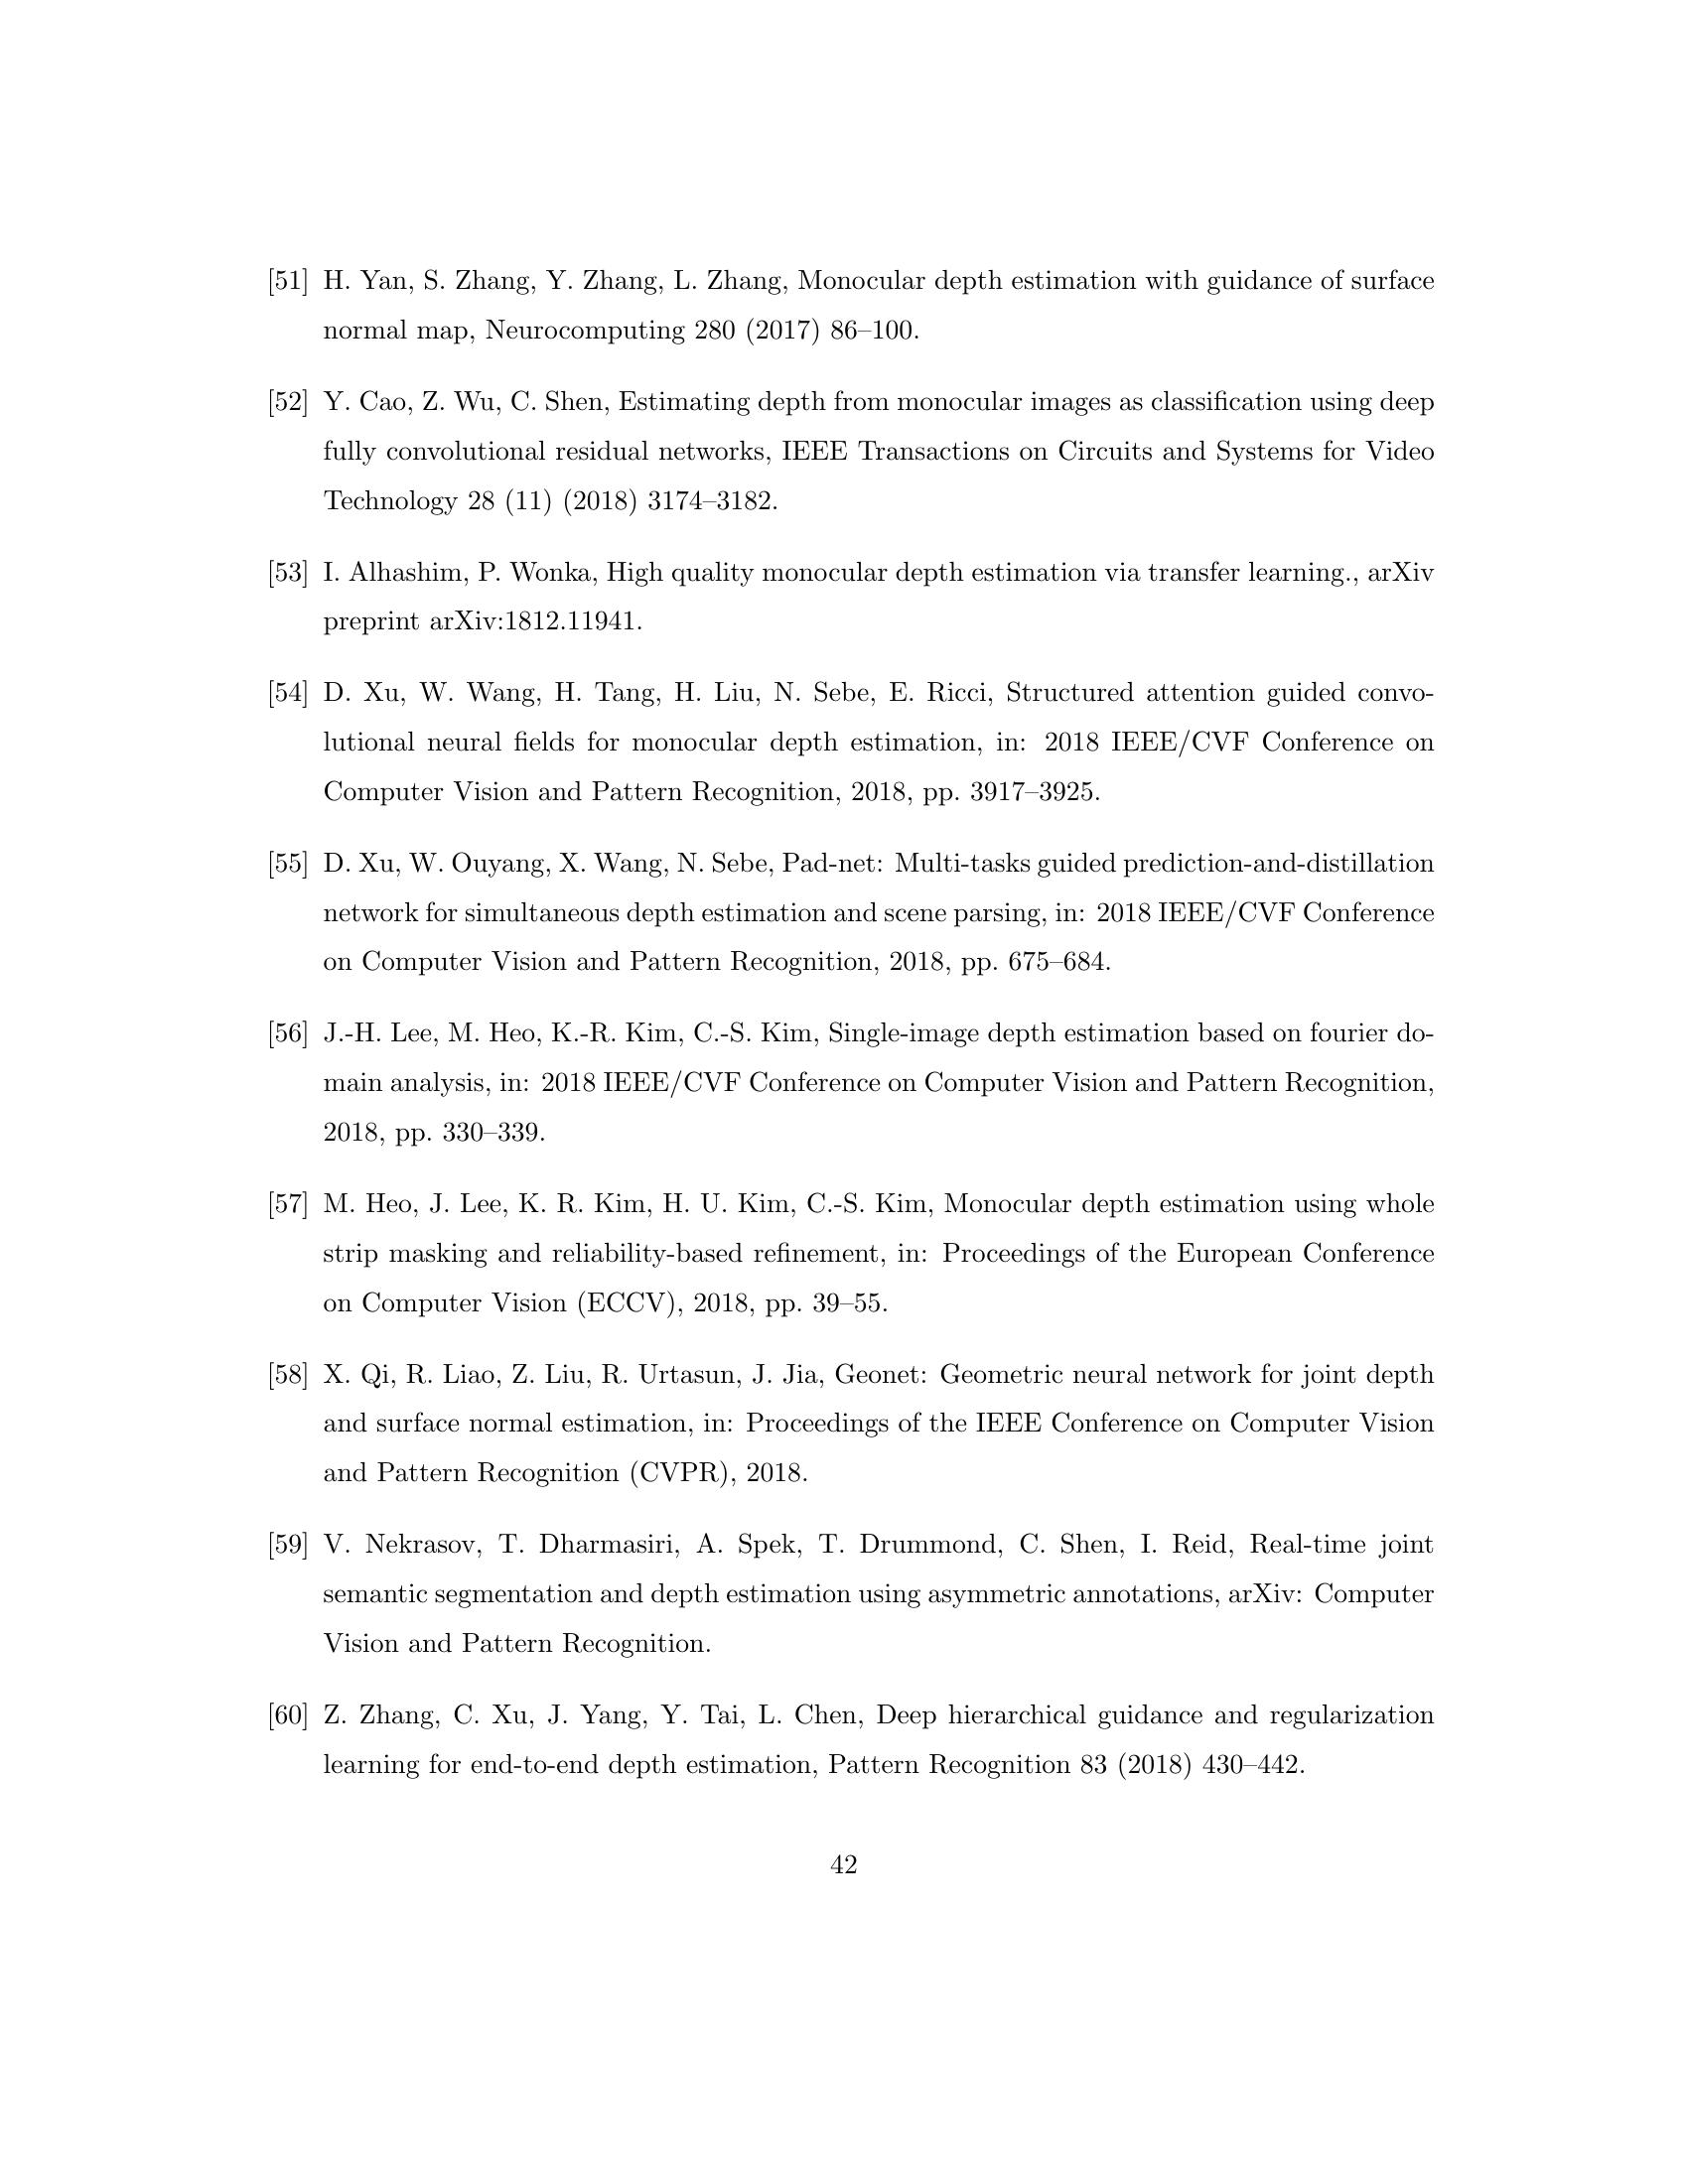 [51] H. Yan, S. Zhang, Y. Zhang, L. Zhang, Monocular depth estimation with guidance of surface
normal map, Neurocomputing 280 (2017) 86–100.
[52] Y. Cao, Z. Wu, C. Shen, Estimating depth from monocular images as classification using deep
fully convolutional residual networks, IEEE Transactions on Circuits and Systems for Video
Technology 28 (11) (2018) 3174–3182.
[53] I. Alhashim, P. Wonka, High quality monocular depth estimation via transfer learning., arXiv
preprint arXiv:1812.11941.
[54] D. Xu, W. Wang, H. Tang, H. Liu, N. Sebe, E. Ricci, Structured attention guided convo-
lutional neural fields for monocular depth estimation, in: 2018 IEEE/CVF Conference on
Computer Vision and Pattern Recognition, 2018, pp. 3917–3925.
[55] D. Xu, W. Ouyang, X. Wang, N. Sebe, Pad-net: Multi-tasks guided prediction-and-distillation
network for simultaneous depth estimation and scene parsing, in: 2018 IEEE/CVF Conference
on Computer Vision and Pattern Recognition, 2018, pp. 675–684.
[56] J.-H. Lee, M. Heo, K.-R. Kim, C.-S. Kim, Single-image depth estimation based on fourier do-
main analysis, in: 2018 IEEE/CVF Conference on Computer Vision and Pattern Recognition,
2018, pp. 330–339.
[57] M. Heo, J. Lee, K. R. Kim, H. U. Kim, C.-S. Kim, Monocular depth estimation using whole
strip masking and reliability-based refinement, in: Proceedings of the European Conference
on Computer Vision (ECCV), 2018, pp. 39–55.
[58] X. Qi, R. Liao, Z. Liu, R. Urtasun, J. Jia, Geonet: Geometric neural network for joint depth
and surface normal estimation, in: Proceedings of the IEEE Conference on Computer Vision
and Pattern Recognition (CVPR), 2018.
[59] V. Nekrasov, T. Dharmasiri, A. Spek, T. Drummond, C. Shen, I. Reid, Real-time joint
semantic segmentation and depth estimation using asymmetric annotations, arXiv: Computer
Vision and Pattern Recognition.
[60] Z. Zhang, C. Xu, J. Yang, Y. Tai, L. Chen, Deep hierarchical guidance and regularization
learning for end-to-end depth estimation, Pattern Recognition 83 (2018) 430–442.
42